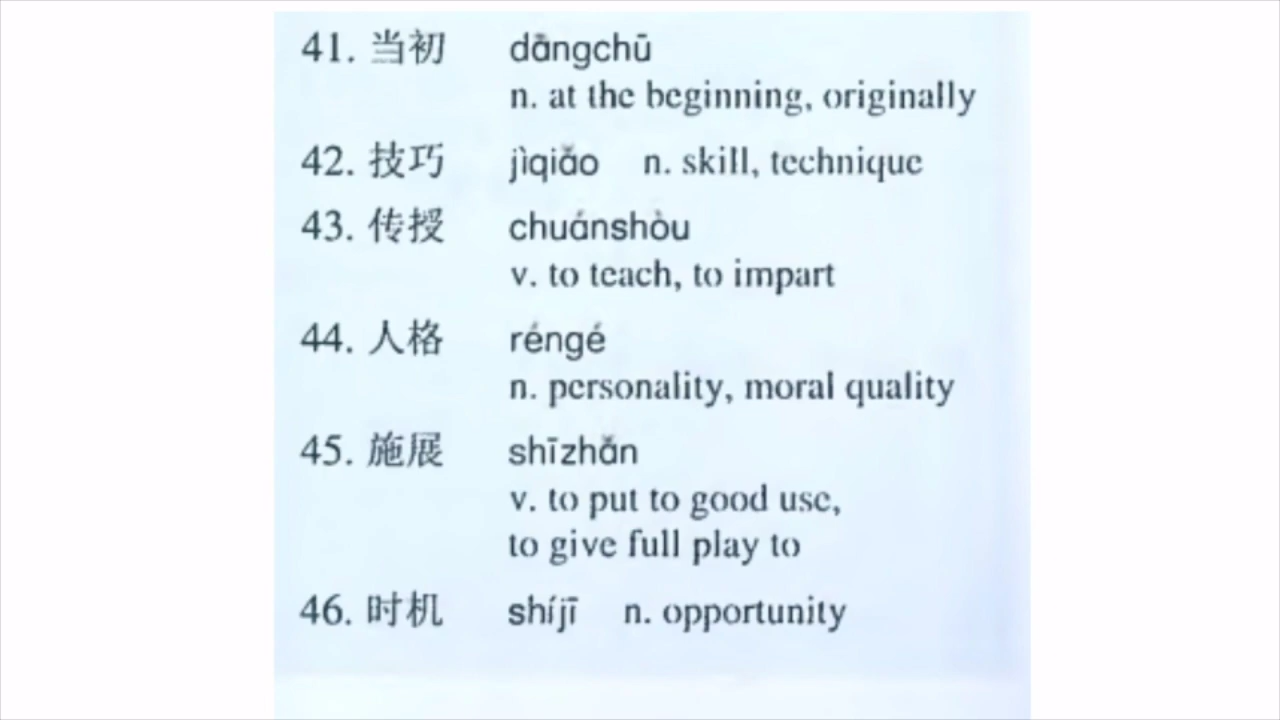 41. 当初 dāngchū
n. at the beginning, originally
42. 技巧 jìqiǎo n. skill, technique
43. 传授 chuánshòu
v. to teach, to impart
44. 人格 réngé
n. personality, moral quality
45. 施展 shīzhǎn
v. to put to good use,
to give full play to
46. 时机 shíjī n. opportunity